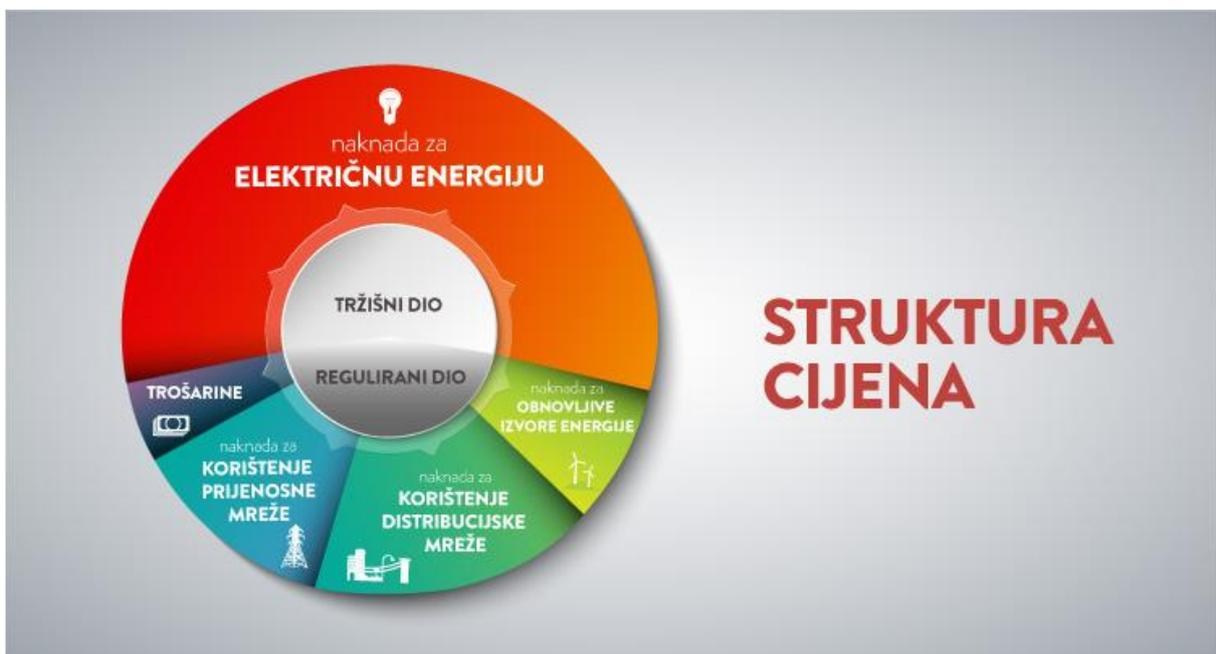 naknada za
ELEKTRIČNU ENERGIJU
TRŽIŠNI DIO
REGULIRANI DIO
TROŠARINE
naknada za
KORIŠTENJE
PRIJENOSNE
MREŽE
naknada za
KORIŠTENJE
DISTRIBUCIJSKE
MREŽE
naknada za
OBNOVLJIVE
IZVORE ENERGIJE
STRUKTURA
CIJENA